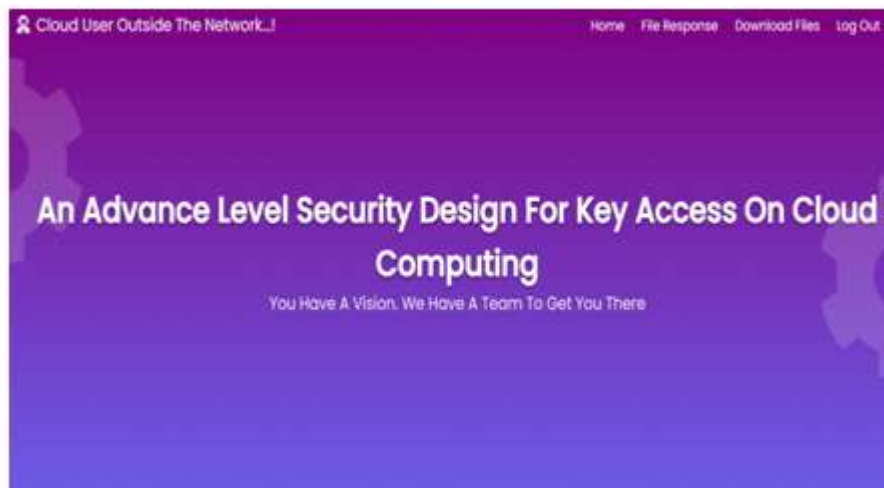 Cloud User Outside The Network...! Home File Response Download Files Log Out
An Advance Level Security Design For Key Access On Cloud
Computing
You Have A Vision. We Have A Team To Get You There